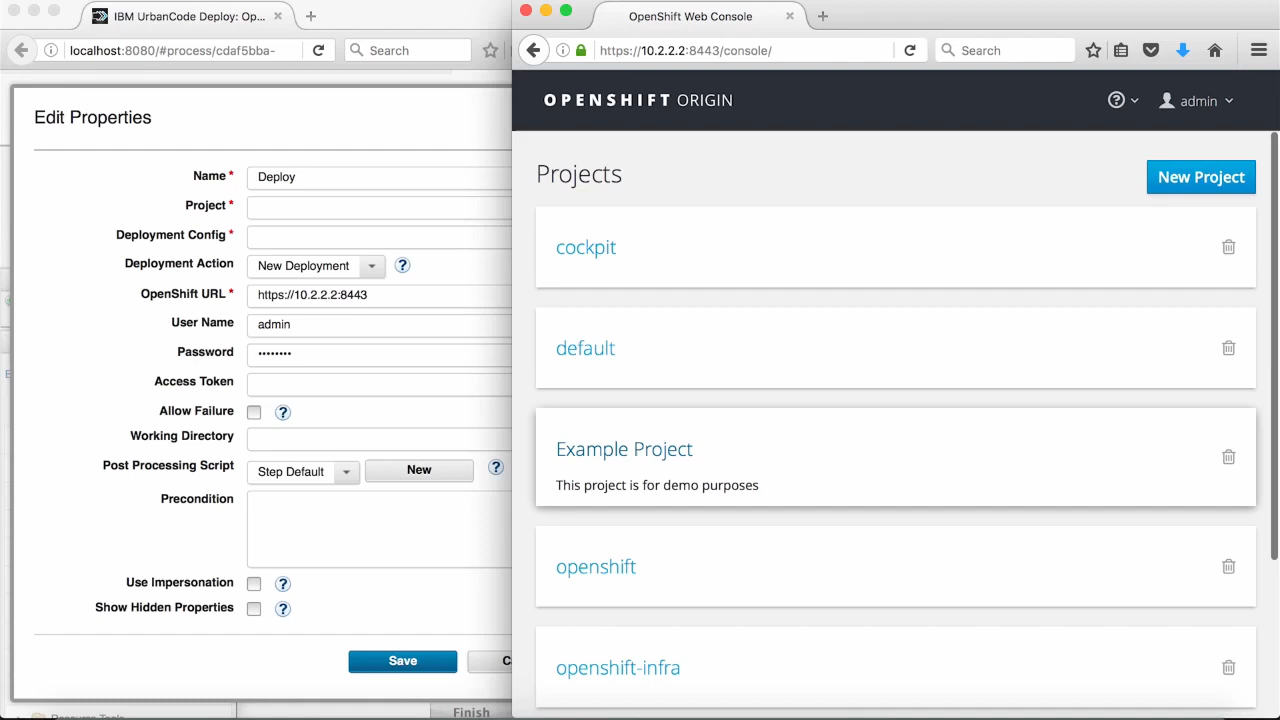 IBM UrbanCode Deploy: Op...
localhost:8080/#process/cdaf5bba-
Search
Edit Properties
Name *
Deploy
Project *
Deployment Config *
Deployment Action
New Deployment
OpenShift URL *
https://10.2.2.2:8443
User Name
admin
Password
••••••••
Access Token
Allow Failure
Working Directory
Post Processing Script
Step Default
New
Precondition
Use Impersonation
Show Hidden Properties
Save
Finish
OpenShift Web Console
https://10.2.2.2:8443/console/
Search
OPENSHIFT ORIGIN
admin
Projects
New Project
cockpit
default
Example Project
This project is for demo purposes
openshift
openshift-infra